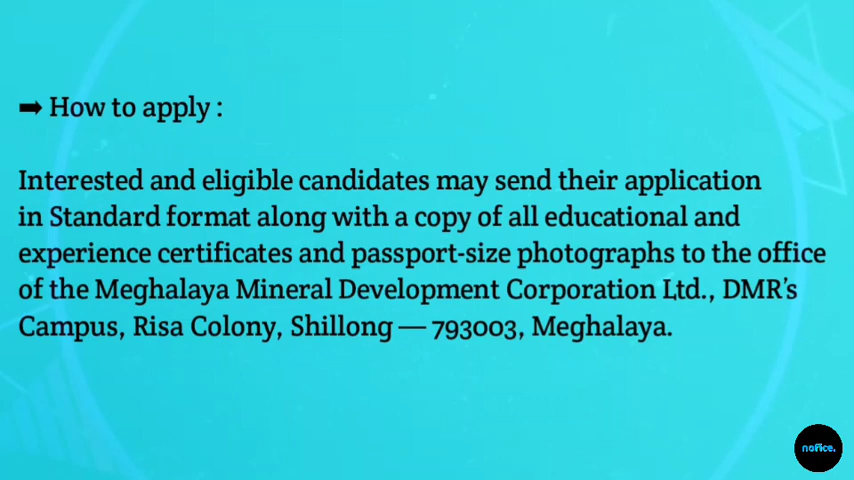 ➡ How to apply :
Interested and eligible candidates may send their application
in Standard format along with a copy of all educational and
experience certificates and passport-size photographs to the office
of the Meghalaya Mineral Development Corporation Ltd., DMR’s
Campus, Risa Colony, Shillong — 793003, Meghalaya.
nofice.